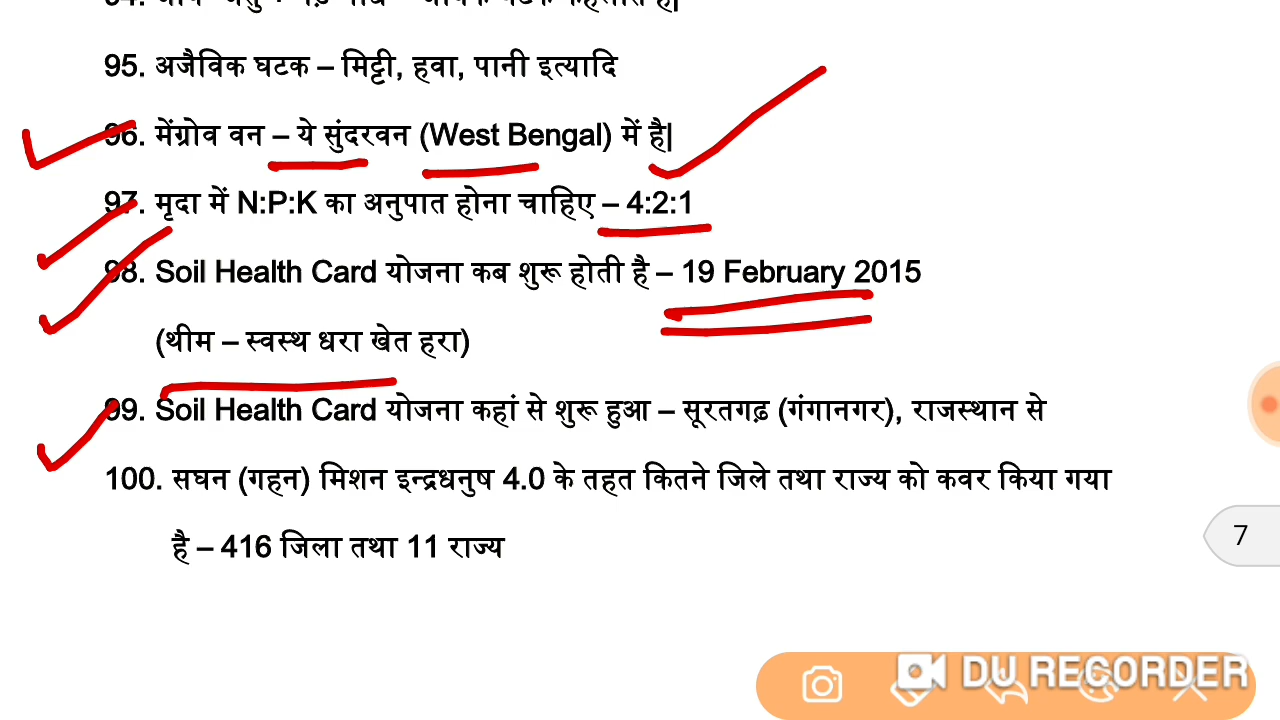 95. अजैविक घटक – मिट्टी, हवा, पानी इत्यादि
96. मेंग्रोव वन – ये सुंदरवन (West Bengal) में है|
97. मृदा में N:P:K का अनुपात होना चाहिए – 4:2:1
98. Soil Health Card योजना कब शुरू होती है – 19 February 2015
(थीम – स्वस्थ धरा खेत हरा)
99. Soil Health Card योजना कहां से शुरू हुआ – सूरतगढ़ (गंगानगर), राजस्थान से
100. सघन (गहन) मिशन इन्द्रधनुष 4.0 के तहत कितने जिले तथा राज्य को कवर किया गया
है – 416 जिला तथा 11 राज्य
7
DU RECORDER